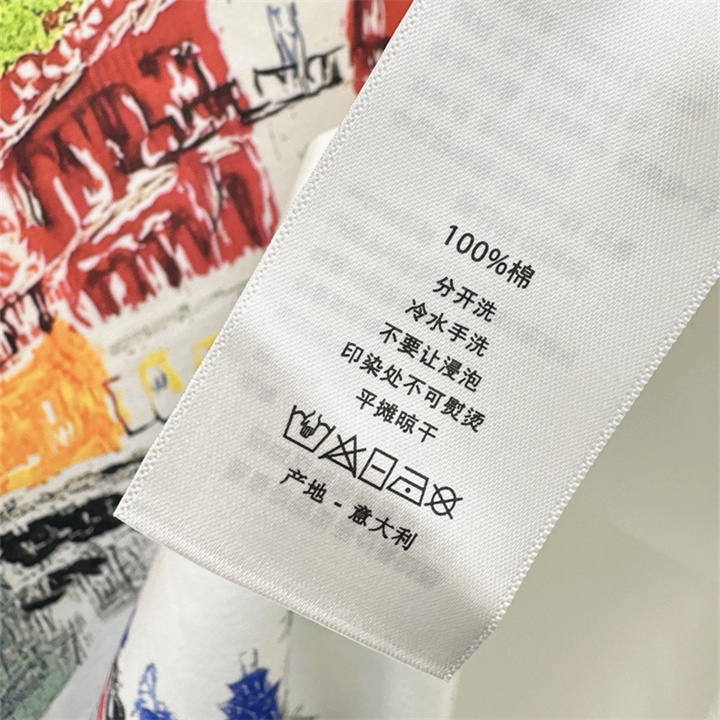 100%棉
分开洗
冷水手洗
不要让浸泡
印染处不可熨烫
平摊晾干
产地 - 意大利